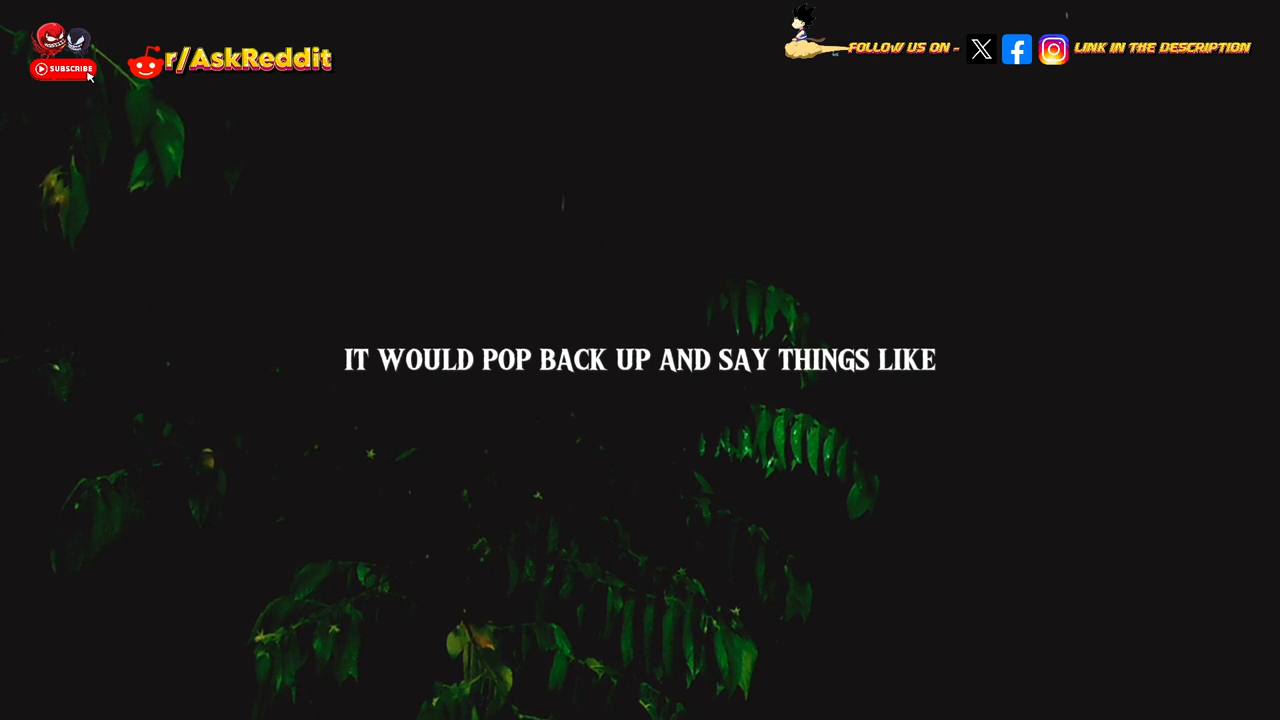 SUBSCRIBE
r/AskReddit
FOLLOW US ON -
LINK IN THE DESCRIPTION
IT WOULD POP BACK UP AND SAY THINGS LIKE